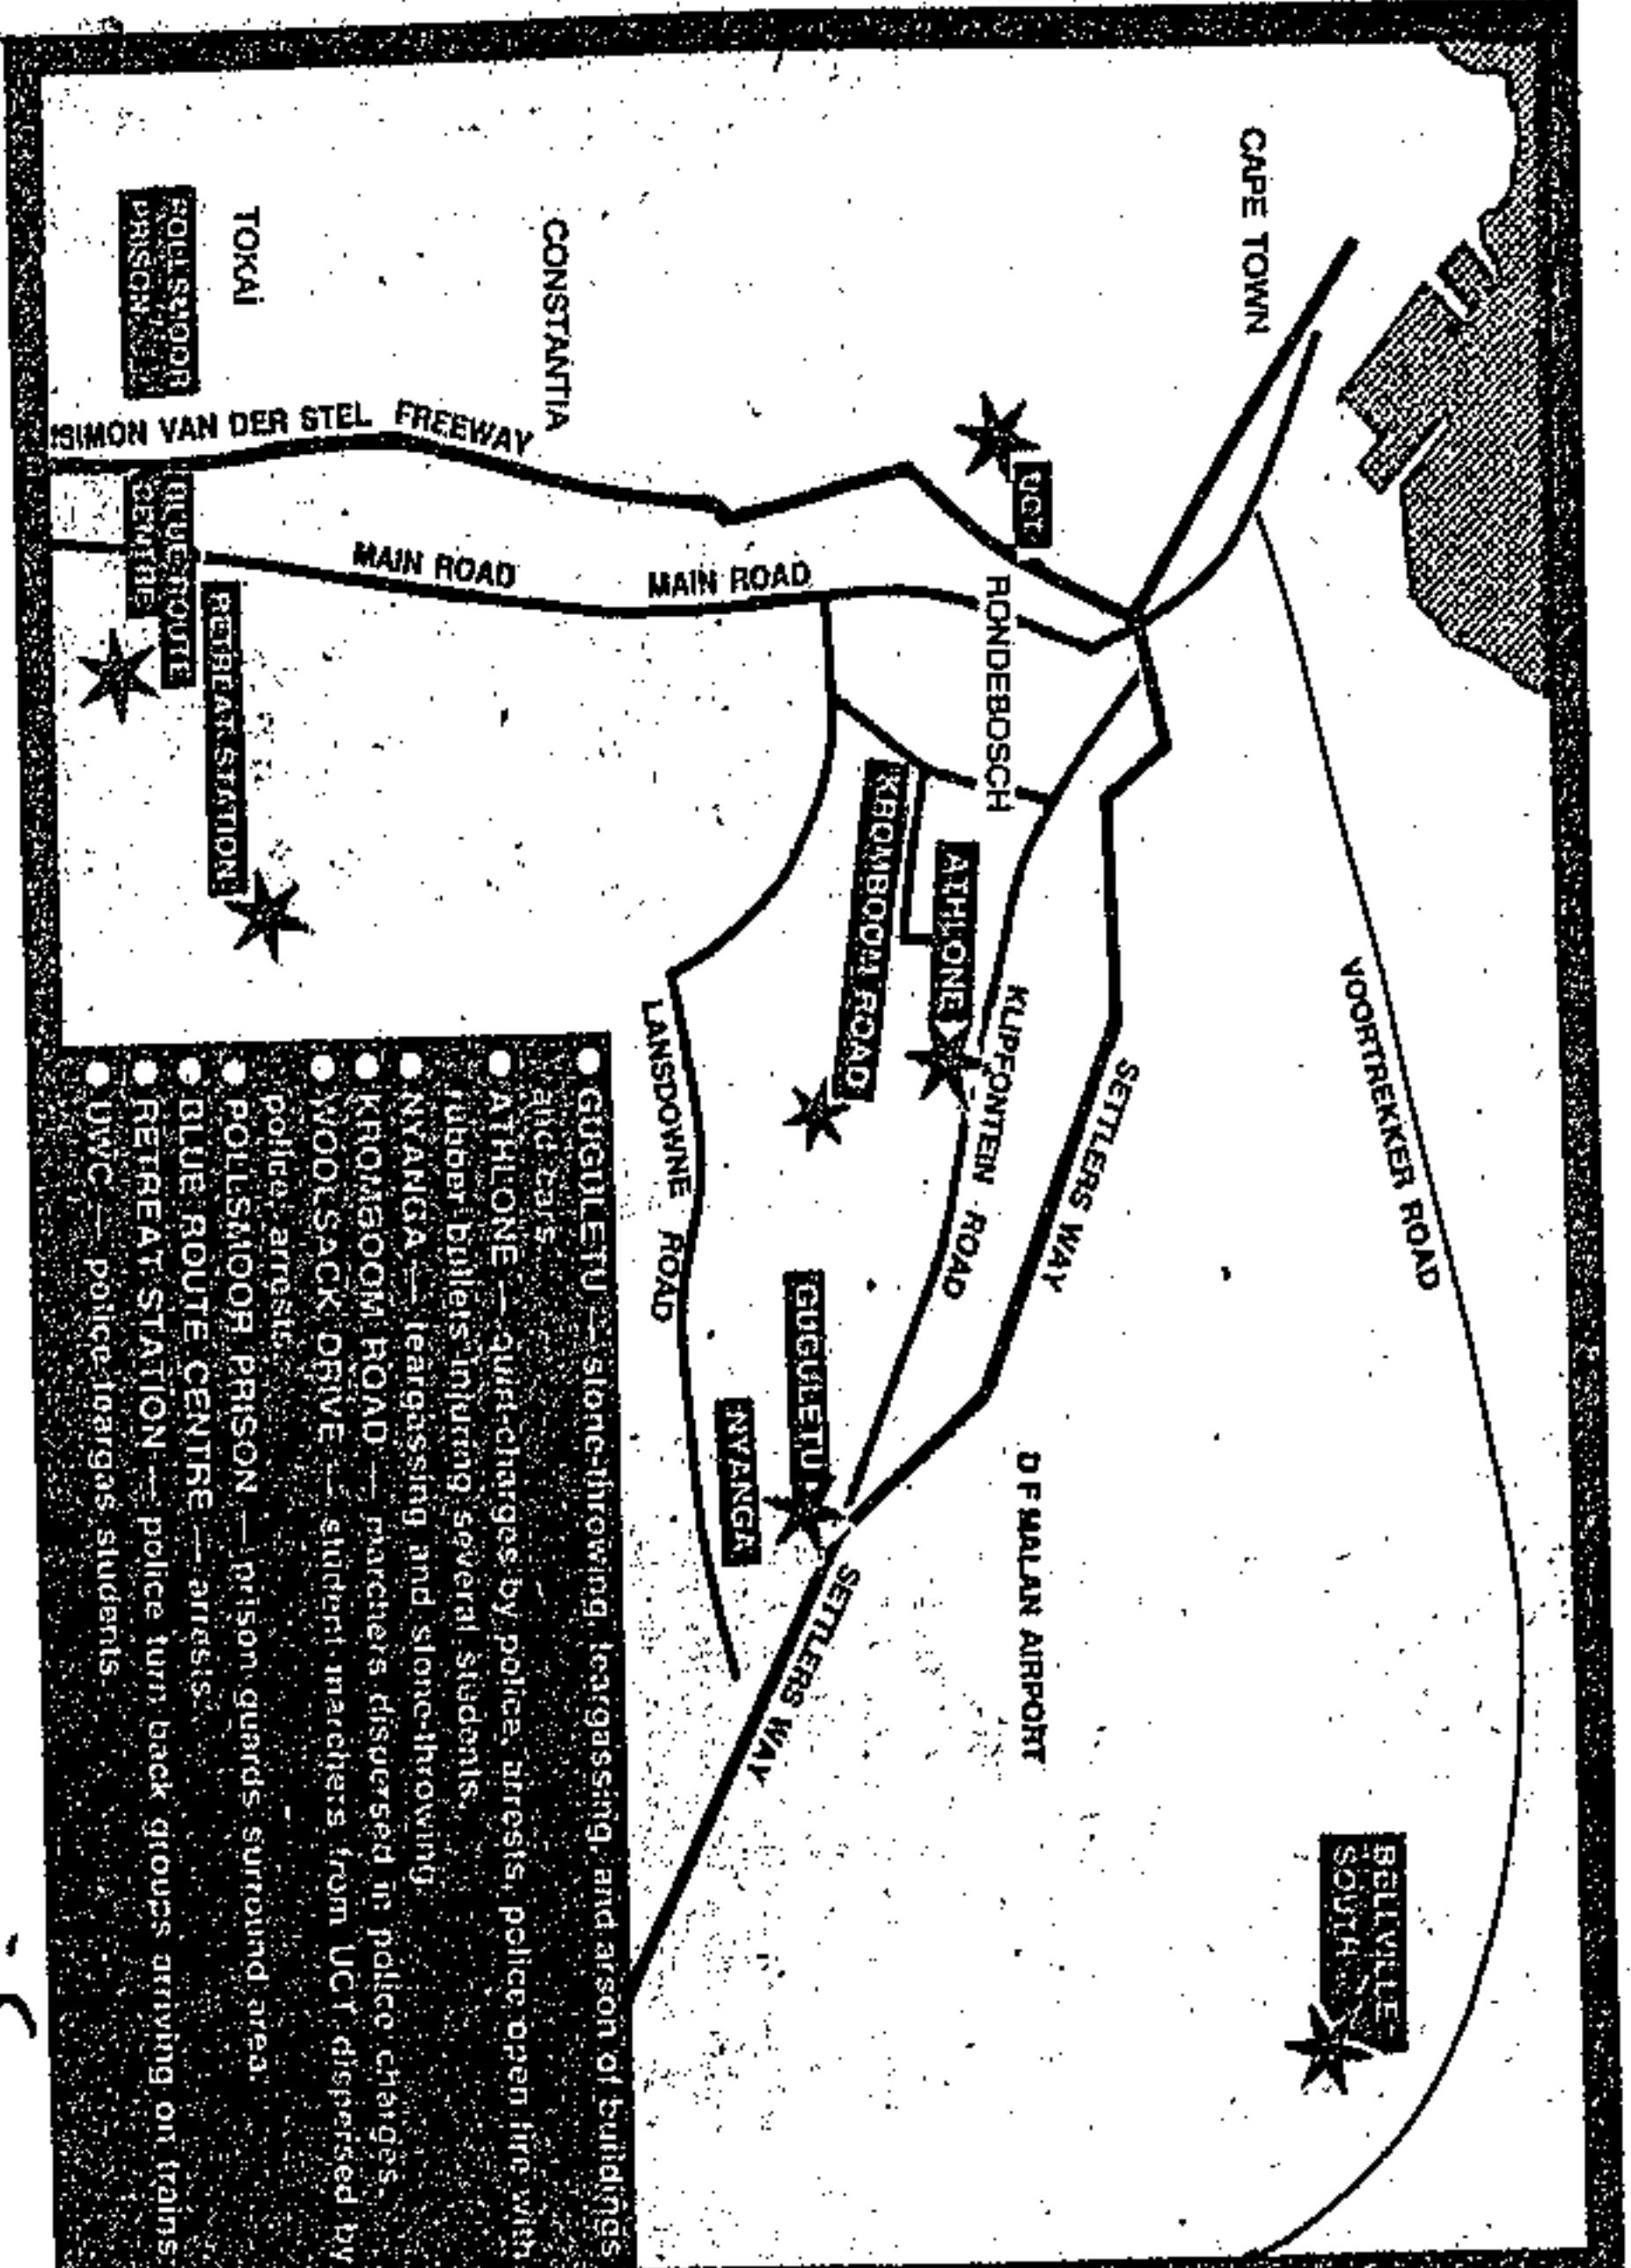 CAPE TOWN
VOORTREKKER ROAD
BELLVILLE
SOUTH
UCT
RONDEBOSCH
SETTLERS WAY
D F MALAN AIRPORT
KLIPFONTEIN ROAD
ATHLONE
KROMBOOM ROAD
GUGULETU
NYANGA
SETTLERS WAY
LANSDOWNE ROAD
CONSTANTIA
MAIN ROAD
MAIN ROAD
SIMON VAN DER STEL FREEWAY
TOKAI
POLLSMOOR
PRISON
BLUE ROUTE
CENTRE
RETREAT STATION
● GUGULETU — stone-throwing, teargassing, and arson of buildings
and cars.
● ATHLONE — quirt-charges by police, arrests, police open fire with
rubber bullets injuring several students.
● NYANGA — teargassing and stone-throwing
● KROMBOOM ROAD — marchers dispersed in police charges.
● WOOLSACK DRIVE — student marchers from UCT dispersed by
police, arrests.
● POLLSMOOR PRISON — prison guards surround area.
● BLUE ROUTE CENTRE — arrests.
● RETREAT STATION — police turn back groups arriving on trains.
● UWC — police teargas students.